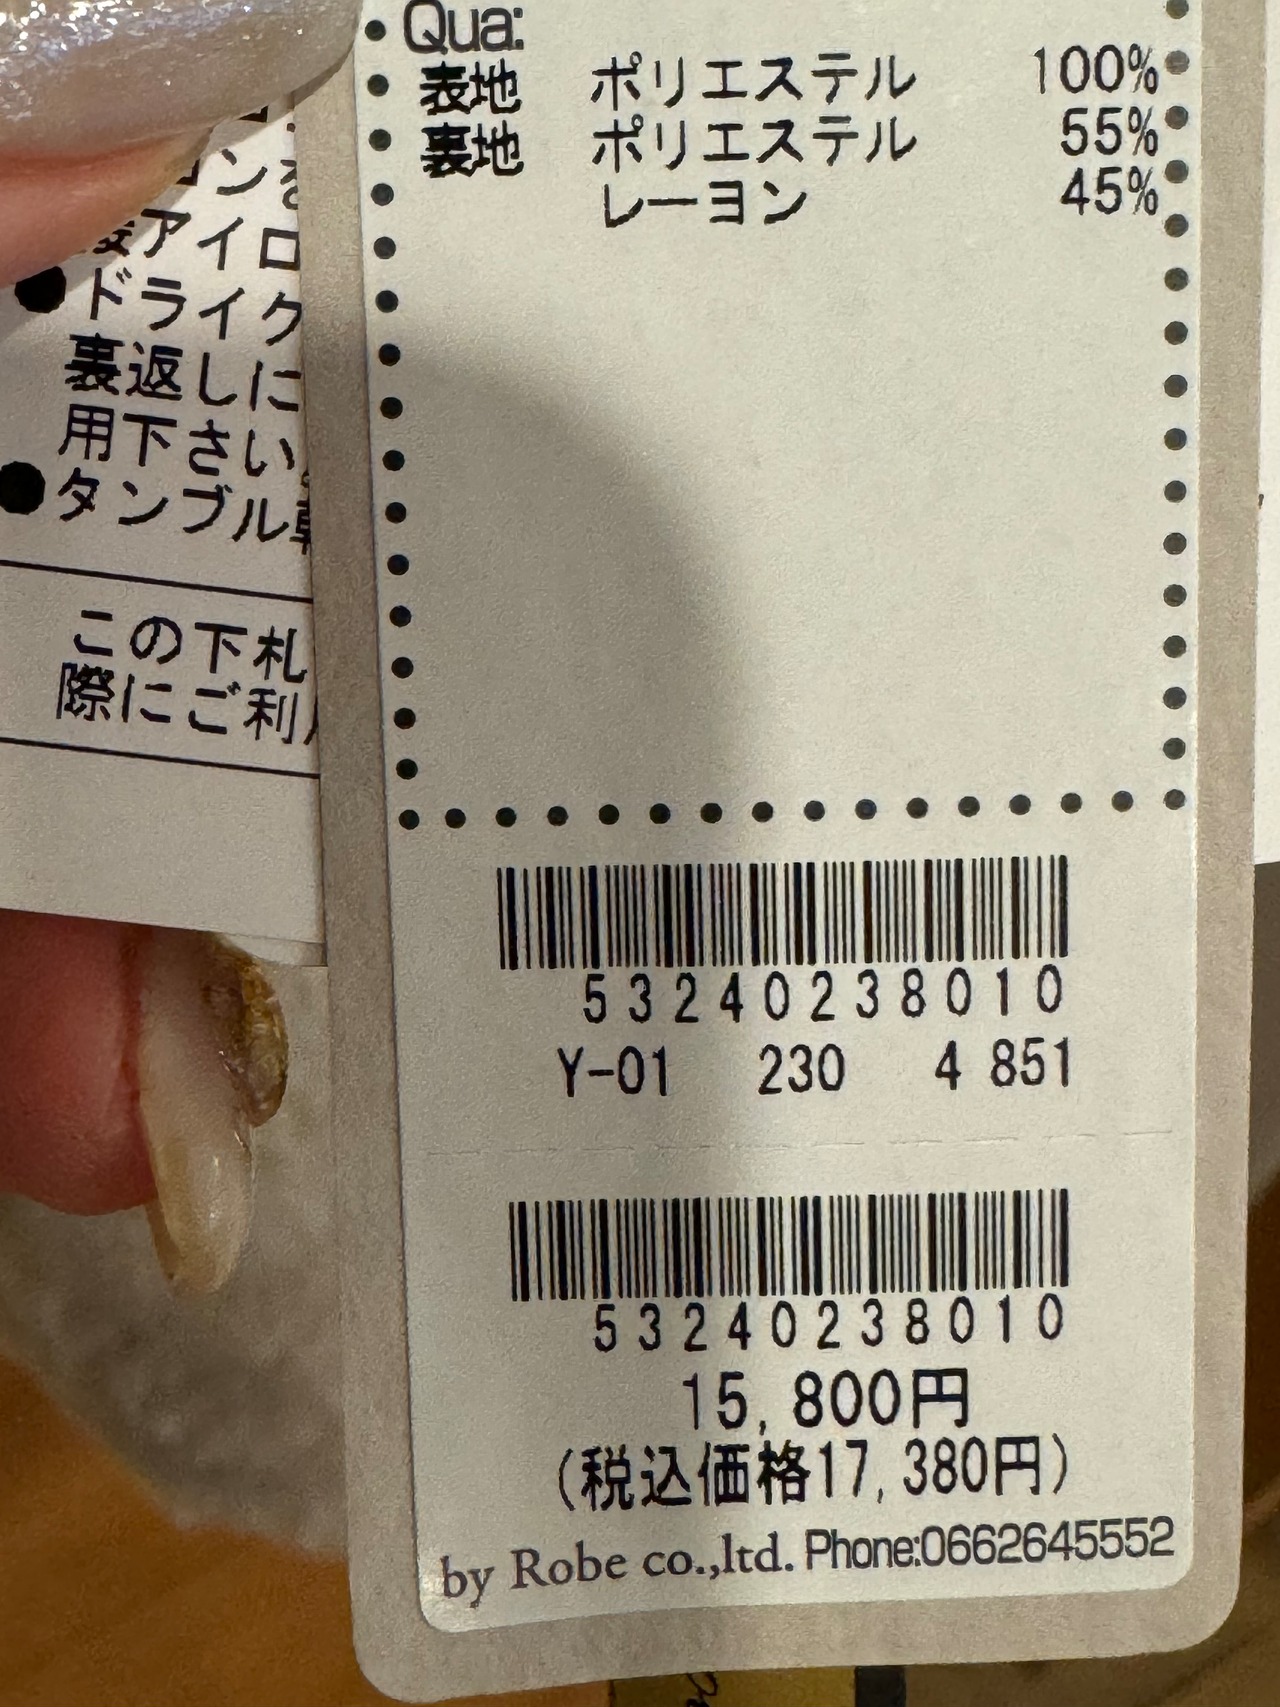 Qua:
表地 ポリエステル 100%
裏地 ポリエステル 55%
レーヨン 45%
53240238010
Y-01 230 4 851
53240238010
15,800円
(税込価格17,380円)
by Robe co.,ltd. Phone:0662645552
ロンを
アイロ
●ドライク
裏返しに
用下さい。
●タンブル
この下札
際にご利